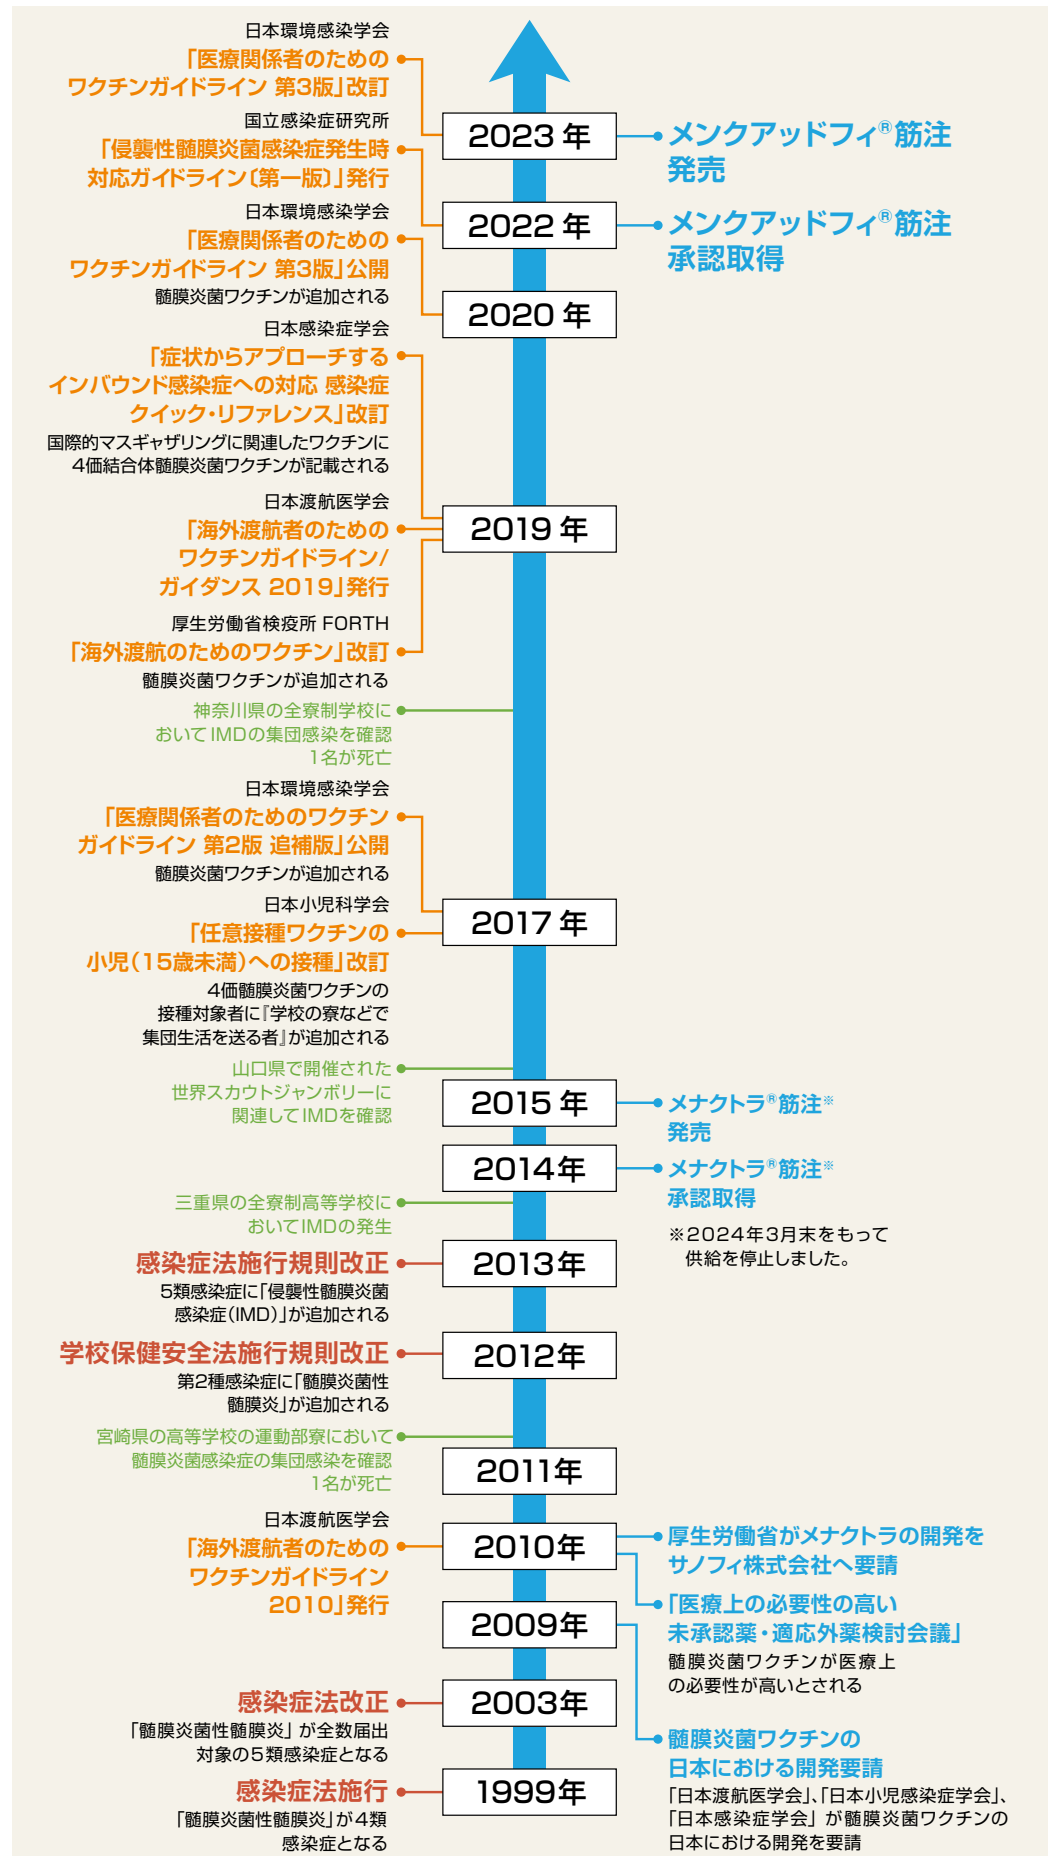 日本環境感染学会
「医療関係者のための
ワクチンガイドライン 第3版」改訂
2023 年
メンクアッドフィ®筋注
発売
国立感染症研究所
「侵襲性髄膜炎菌感染症発生時
対応ガイドライン〔第一版〕」発行
2022 年
メンクアッドフィ®筋注
承認取得
日本環境感染学会
「医療関係者のための
ワクチンガイドライン 第3版」公開
髄膜炎菌ワクチンが追加される
2020 年
日本感染症学会
「症状からアプローチする
インバウンド感染症への対応 感染症
クイック・リファレンス」改訂
国際的マスギャザリングに関連したワクチンに
4価結合体髄膜炎菌ワクチンが記載される
日本渡航医学会
「海外渡航者のための
ワクチンガイドライン/
ガイダンス 2019」発行
2019 年
厚生労働省検疫所 FORTH
「海外渡航のためのワクチン」改訂
髄膜炎菌ワクチンが追加される
神奈川県の全寮制学校に
おいてIMDの集団感染を確認
1名が死亡
日本環境感染学会
「医療関係者のためのワクチン
ガイドライン 第2版 追補版」公開
髄膜炎菌ワクチンが追加される
2017 年
日本小児科学会
「任意接種ワクチンの
小児（15歳未満）への接種」改訂
4価髄膜炎菌ワクチンの
接種対象者に『学校の寮などで
集団生活を送る者』が追加される
山口県で開催された
世界スカウトジャンボリーに
関連してIMDを確認
2015 年
メナクトラ®筋注※
発売
2014年
メナクトラ®筋注※
承認取得
※2024年3月末をもって
供給を停止しました。
三重県の全寮制高等学校に
おいてIMDの発生
感染症法施行規則改正
5類感染症に「侵襲性髄膜炎菌
感染症（IMD）」が追加される
2013年
学校保健安全法施行規則改正
第2種感染症に「髄膜炎菌性
髄膜炎」が追加される
2012年
宮崎県の高等学校の運動部寮において
髄膜炎菌感染症の集団感染を確認
1名が死亡
2011年
日本渡航医学会
「海外渡航者のための
ワクチンガイドライン
2010」発行
2010年
厚生労働省がメナクトラの開発を
サノフィ株式会社へ要請
「医療上の必要性の高い
未承認薬・適応外薬検討会議」
髄膜炎菌ワクチンが医療上
の必要性が高いとされる
2009年
髄膜炎菌ワクチンの
日本における開発要請
「日本渡航医学会」、「日本小児感染症学会」、
「日本感染症学会」が髄膜炎菌ワクチンの
日本における開発を要請
感染症法改正
「髄膜炎菌性髄膜炎」が全数届出
対象の5類感染症となる
2003年
感染症法施行
「髄膜炎菌性髄膜炎」が4類
感染症となる
1999年